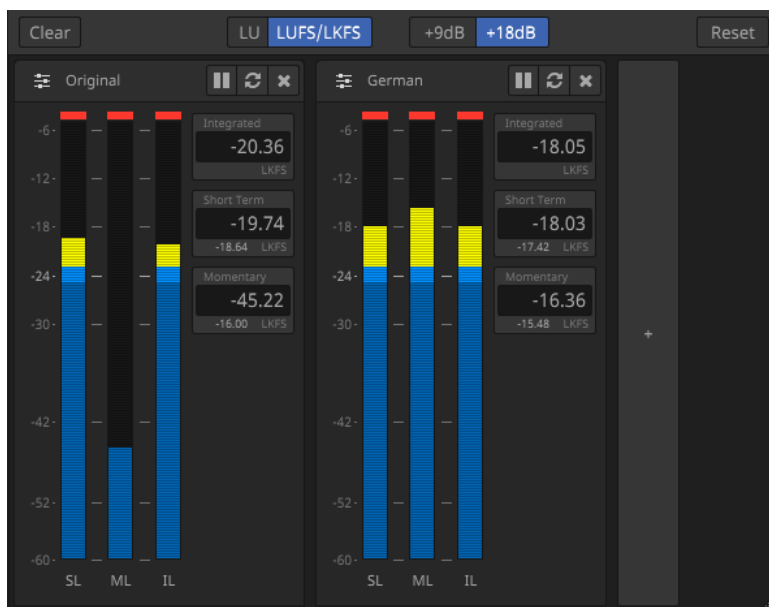 Clear LU LUFS/LKFS +9dB +18dB Reset
Original
-6-
-12-
-18-
-24-
-30-
-42-
-52-
-60-
SL ML IL
Integrated
-20.36
LKFS
Short Term
-19.74
-18.64 LKFS
Momentary
-45.22
-16.00 LKFS
German
-6-
-12-
-18-
-24-
-30-
-42-
-52-
-60-
SL ML IL
Integrated
-18.05
LKFS
Short Term
-18.03
-17.42 LKFS
Momentary
-16.36
-15.48 LKFS
+